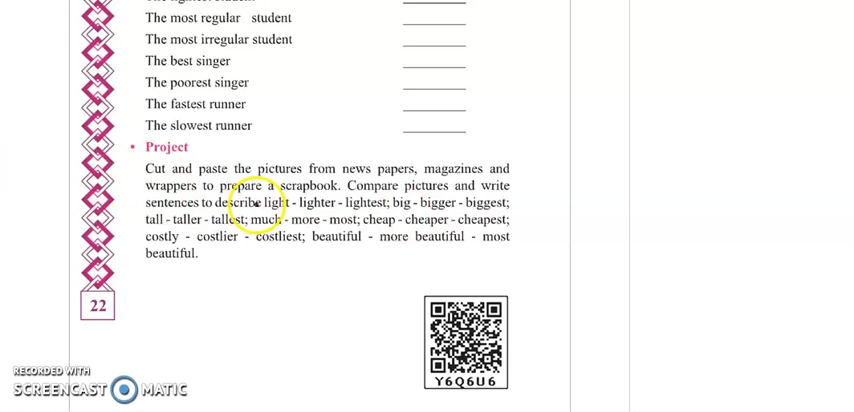 The lightest student
The most regular student
The most irregular student
The best singer
The poorest singer
The fastest runner
The slowest runner
• Project
Cut and paste the pictures from news papers, magazines and
wrappers to prepare a scrapbook. Compare pictures and write
sentences to describe light - lighter - lightest; big - bigger - biggest;
tall - taller - tallest; much - more - most; cheap - cheaper - cheapest;
costly - costlier - costliest; beautiful - more beautiful - most
beautiful.
22
Y6Q6U6
RECORDED WITH
SCREENCAST MATIC